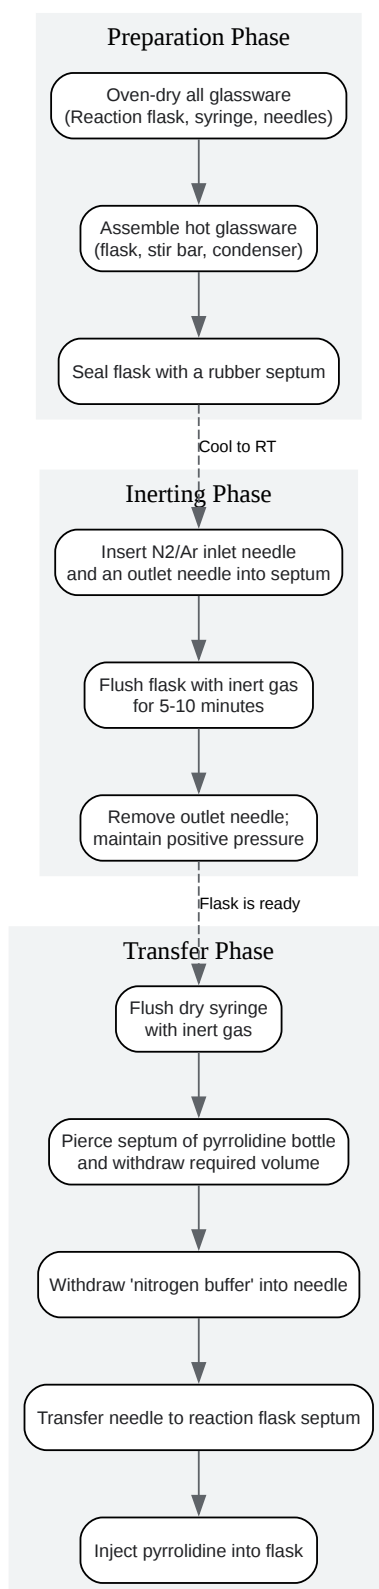 Preparation Phase
Oven-dry all glassware
(Reaction flask, syringe, needles)
Assemble hot glassware
(flask, stir bar, condenser)
Seal flask with a rubber septum
Cool to RT
Inerting Phase
Insert N2/Ar inlet needle
and an outlet needle into septum
Flush flask with inert gas
for 5-10 minutes
Remove outlet needle;
maintain positive pressure
Flask is ready
Transfer Phase
Flush dry syringe
with inert gas
Pierce septum of pyrrolidine bottle
and withdraw required volume
Withdraw 'nitrogen buffer' into needle
Transfer needle to reaction flask septum
Inject pyrrolidine into flask